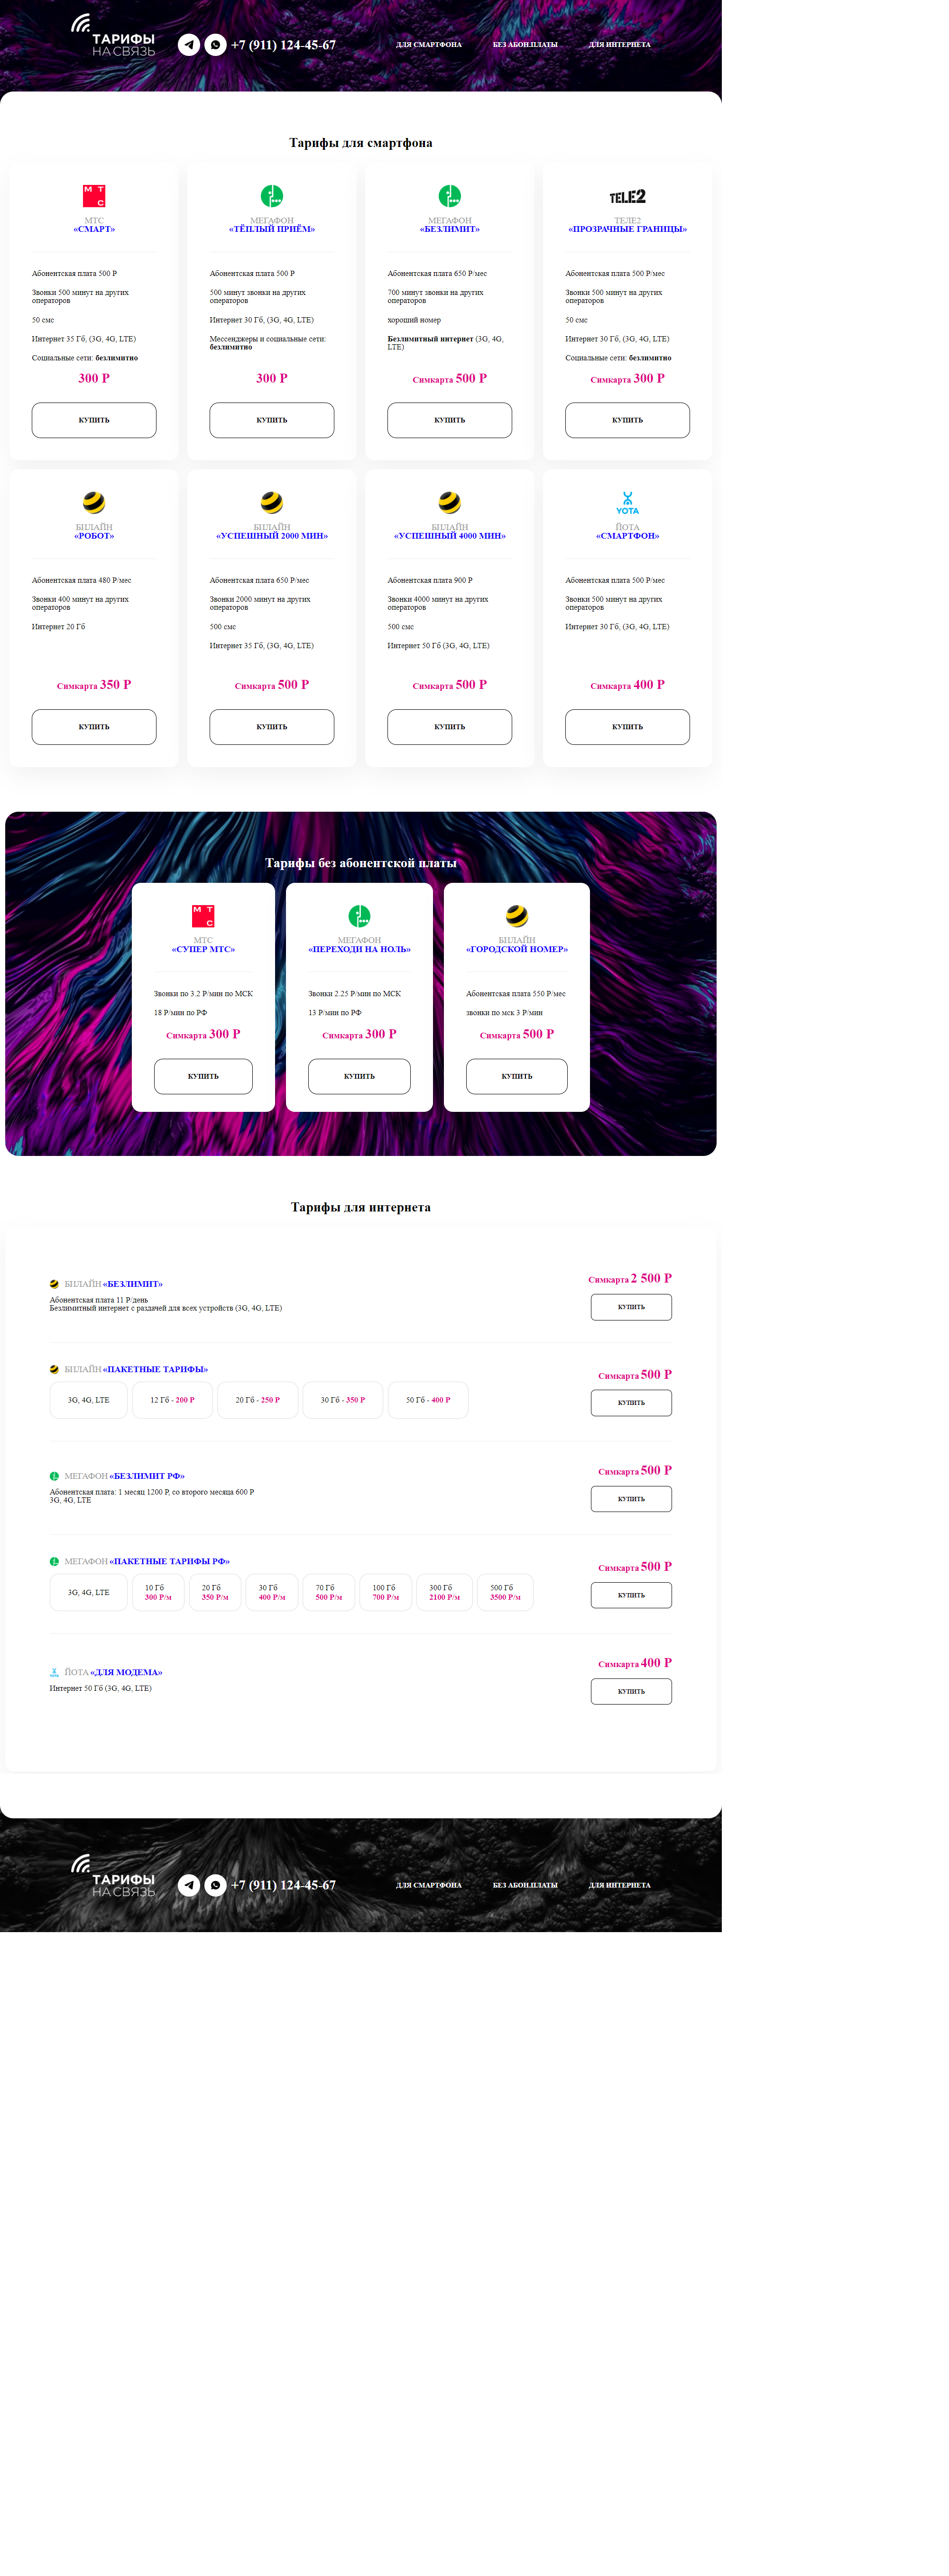 ТАРИФЫ
НА СВЯЗЬ
+7 (911) 124-45-67
ДЛЯ СМАРТФОНА
БЕЗ АБОН.ПЛАТЫ
ДЛЯ ИНТЕРНЕТА
Тарифы для смартфона
МТС
МТС
«СМАРТ»
Абонентская плата 500 Р
Звонки 500 минут на других
операторов
50 смс
Интернет 35 Гб, (3G, 4G, LTE)
Социальные сети: безлимитно
300 Р
КУПИТЬ
МЕГАФОН
«ТЁПЛЫЙ ПРИЁМ»
Абонентская плата 500 Р
500 минут звонки на других
операторов
Интернет 30 Гб, (3G, 4G, LTE)
Мессенджеры и социальные сети:
безлимитно
300 Р
КУПИТЬ
МЕГАФОН
«БЕЗЛИМИТ»
Абонентская плата 650 Р/мес
700 минут звонки на других
операторов
хороший номер
Безлимитный интернет (3G, 4G,
LTE)
Симкарта 500 Р
КУПИТЬ
TELE2
ТЕЛЕ2
«ПРОЗРАЧНЫЕ ГРАНИЦЫ»
Абонентская плата 500 Р/мес
Звонки 500 минут на других
операторов
50 смс
Интернет 30 Гб, (3G, 4G, LTE)
Социальные сети: безлимитно
Симкарта 300 Р
КУПИТЬ
БИЛАЙН
«РОБОТ»
Абонентская плата 480 Р/мес
Звонки 400 минут на других
операторов
Интернет 20 Гб
Симкарта 350 Р
КУПИТЬ
БИЛАЙН
«УСПЕШНЫЙ 2000 МИН»
Абонентская плата 650 Р/мес
Звонки 2000 минут на других
операторов
500 смс
Интернет 35 Гб, (3G, 4G, LTE)
Симкарта 500 Р
КУПИТЬ
БИЛАЙН
«УСПЕШНЫЙ 4000 МИН»
Абонентская плата 900 Р
Звонки 4000 минут на других
операторов
500 смс
Интернет 50 Гб (3G, 4G, LTE)
Симкарта 500 Р
КУПИТЬ
YOTA
ЙОТА
«СМАРТФОН»
Абонентская плата 500 Р/мес
Звонки 500 минут на других
операторов
Интернет 30 Гб, (3G, 4G, LTE)
Симкарта 400 Р
КУПИТЬ
Тарифы без абонентской платы
МТС
МТС
«СУПЕР МТС»
Звонки по 3.2 Р/мин по МСК
18 Р/мин по РФ
Симкарта 300 Р
КУПИТЬ
МЕГАФОН
«ПЕРЕХОДИ НА НОЛЬ»
Звонки 2.25 Р/мин по МСК
13 Р/мин по РФ
Симкарта 300 Р
КУПИТЬ
БИЛАЙН
«ГОРОДСКОЙ НОМЕР»
Абонентская плата 550 Р/мес
звонки по мск 3 Р/мин
Симкарта 500 Р
КУПИТЬ
Тарифы для интернета
БИЛАЙН «БЕЗЛИМИТ»
Абонентская плата 11 Р/день
Безлимитный интернет с раздачей для всех устройств (3G, 4G, LTE)
Симкарта 2 500 Р
КУПИТЬ
БИЛАЙН «ПАКЕТНЫЕ ТАРИФЫ»
3G, 4G, LTE
12 Гб - 200 Р
20 Гб - 250 Р
30 Гб - 350 Р
50 Гб - 400 Р
Симкарта 500 Р
КУПИТЬ
МЕГАФОН «БЕЗЛИМИТ РФ»
Абонентская плата: 1 месяц 1200 Р, со второго месяца 600 Р
3G, 4G, LTE
Симкарта 500 Р
КУПИТЬ
МЕГАФОН «ПАКЕТНЫЕ ТАРИФЫ РФ»
3G, 4G, LTE
10 Гб
300 Р/м
20 Гб
350 Р/м
30 Гб
400 Р/м
70 Гб
500 Р/м
100 Гб
700 Р/м
300 Гб
2100 Р/м
500 Гб
3500 Р/м
Симкарта 500 Р
КУПИТЬ
YOTA
ЙОТА «ДЛЯ МОДЕМА»
Интернет 50 Гб (3G, 4G, LTE)
Симкарта 400 Р
КУПИТЬ
ТАРИФЫ
НА СВЯЗЬ
+7 (911) 124-45-67
ДЛЯ СМАРТФОНА
БЕЗ АБОН.ПЛАТЫ
ДЛЯ ИНТЕРНЕТА